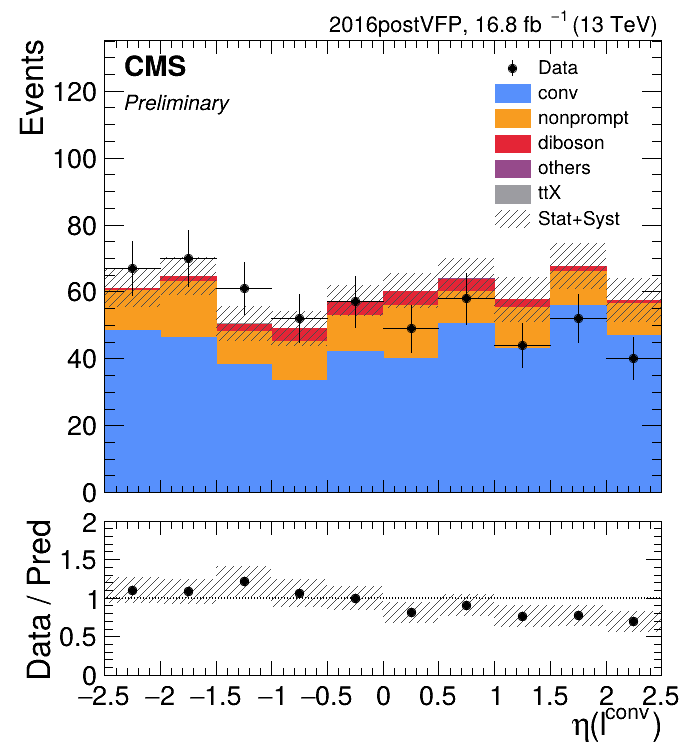 2016postVFP, 16.8 fb⁻¹ (13 TeV)
CMS
Preliminary
Events
120
100
80
60
40
20
0
Data
conv
nonprompt
diboson
others
ttX
Stat+Syst
Data / Pred
2
1.5
1
0.5
0
−2.5 −2 −1.5 −1 −0.5 0 0.5 1 1.5 2 2.5
η(l^conv)